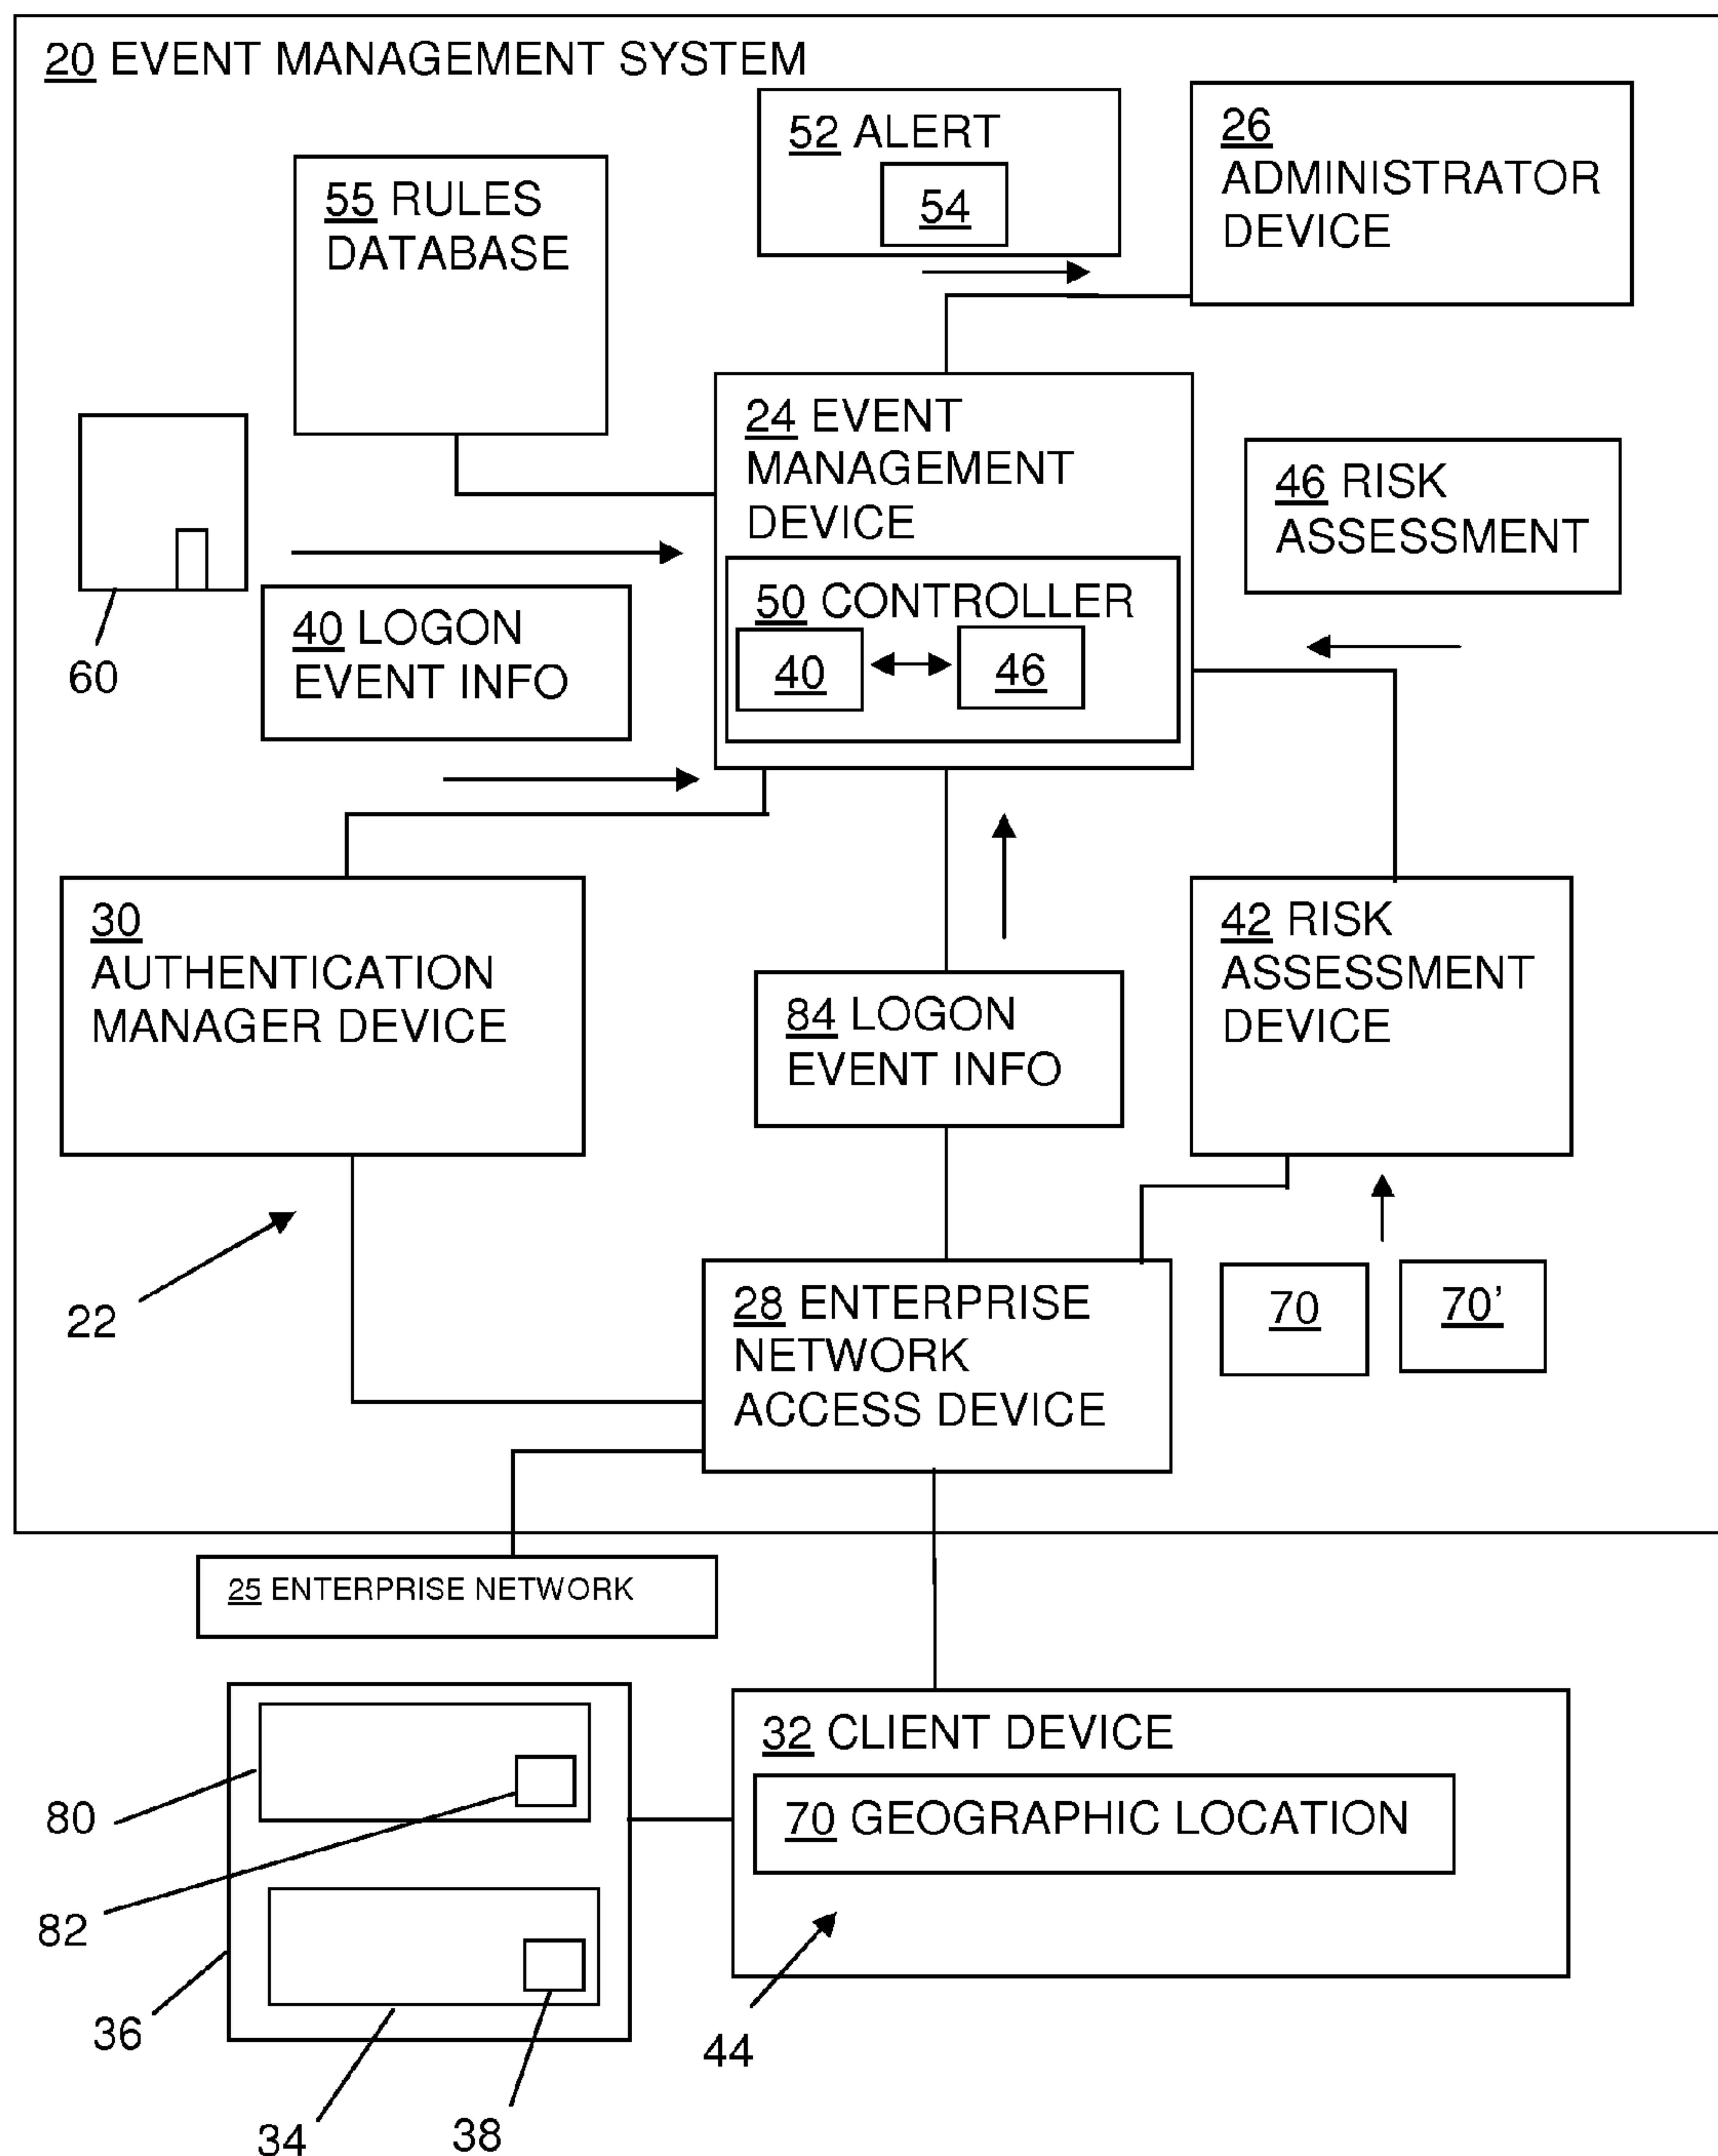 20 EVENT MANAGEMENT SYSTEM
52 ALERT
54
26
ADMINISTRATOR
DEVICE
55 RULES
DATABASE
24 EVENT
MANAGEMENT
DEVICE
46 RISK
ASSESSMENT
60
40 LOGON
EVENT INFO
50 CONTROLLER
40
46
30
AUTHENTICATION
MANAGER DEVICE
84 LOGON
EVENT INFO
42 RISK
ASSESSMENT
DEVICE
22
28 ENTERPRISE
NETWORK
ACCESS DEVICE
70
70’
25 ENTERPRISE NETWORK
32 CLIENT DEVICE
70 GEOGRAPHIC LOCATION
80
82
36
34
38
44